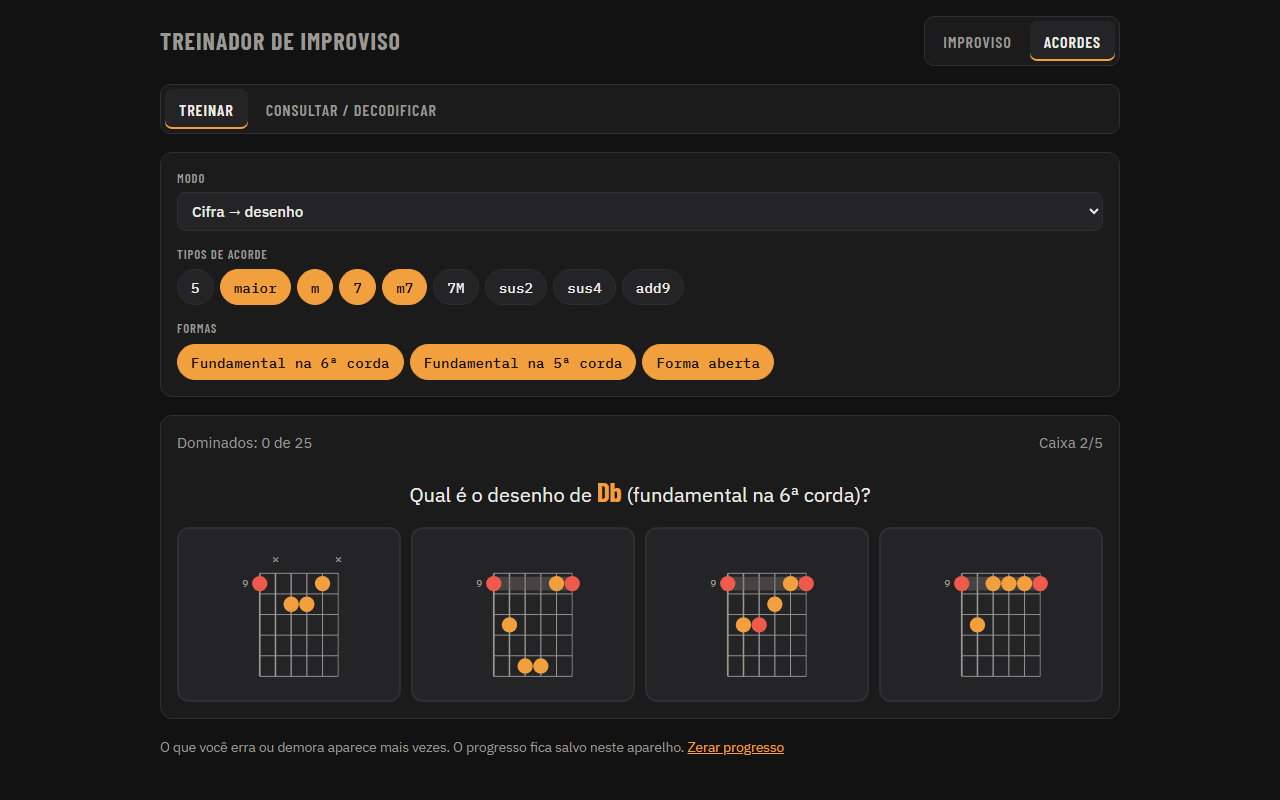 TREINADOR DE IMPROVISO
IMPROVISO ACORDES
TREINAR CONSULTAR / DECODIFICAR
MODO
Cifra → desenho
TIPOS DE ACORDE
5 maior m 7 m7 7M sus2 sus4 add9
FORMAS
Fundamental na 6ª corda Fundamental na 5ª corda Forma aberta
Dominados: 0 de 25 Caixa 2/5
Qual é o desenho de Db (fundamental na 6ª corda)?
× ×
9 9 9 9
O que você erra ou demora aparece mais vezes. O progresso fica salvo neste aparelho. Zerar progresso